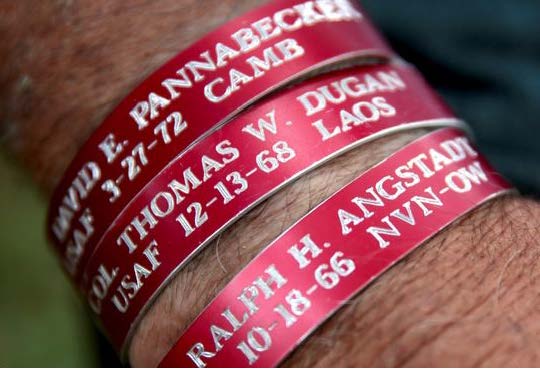 DAVID E. PANNABECKER
USAF 3-27-72 CAMB
COL THOMAS W. DUGAN
USAF 12-13-68 LAOS
RALPH H. ANGSTADT
10-18-66 NVN-OW